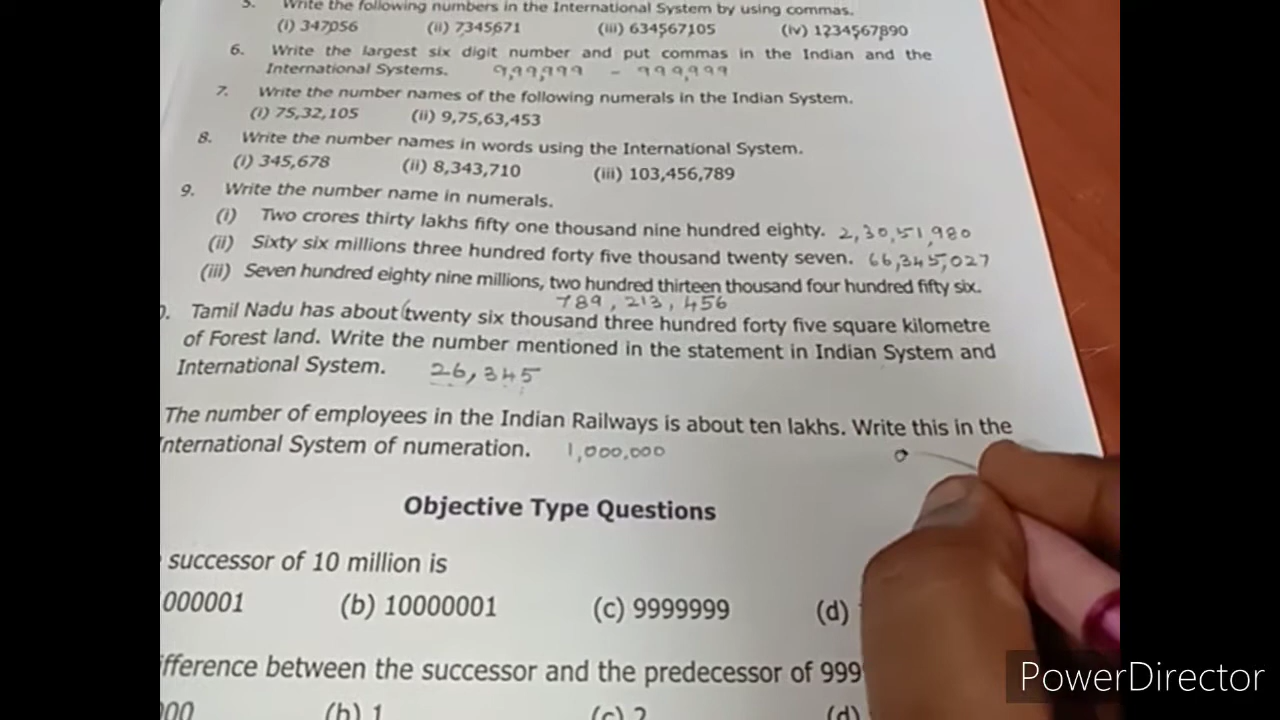 5. Write the following numbers in the International System by using commas.
(i) 347056 (ii) 7345671 (iii) 634567105 (iv) 1234567890
6. Write the largest six digit number and put commas in the Indian and the
International Systems. 9,99,999 - 999,999
7. Write the number names of the following numerals in the Indian System.
(i) 75,32,105 (ii) 9,75,63,453
8. Write the number names in words using the International System.
(i) 345,678 (ii) 8,343,710 (iii) 103,456,789
9. Write the number name in numerals.
(i) Two crores thirty lakhs fifty one thousand nine hundred eighty. 2,30,51,980
(ii) Sixty six millions three hundred forty five thousand twenty seven. 66,345,027
(iii) Seven hundred eighty nine millions, two hundred thirteen thousand four hundred fifty six.
789, 213, 456
0. Tamil Nadu has about (twenty six thousand three hundred forty five square kilometre
of Forest land. Write the number mentioned in the statement in Indian System and
International System. 26,345
The number of employees in the Indian Railways is about ten lakhs. Write this in the
International System of numeration. 1,000,000
Objective Type Questions
successor of 10 million is
000001 (b) 10000001 (c) 9999999 (d)
ifference between the successor and the predecessor of 999
000 (b) 1 (c) 2 (d)
PowerDirector